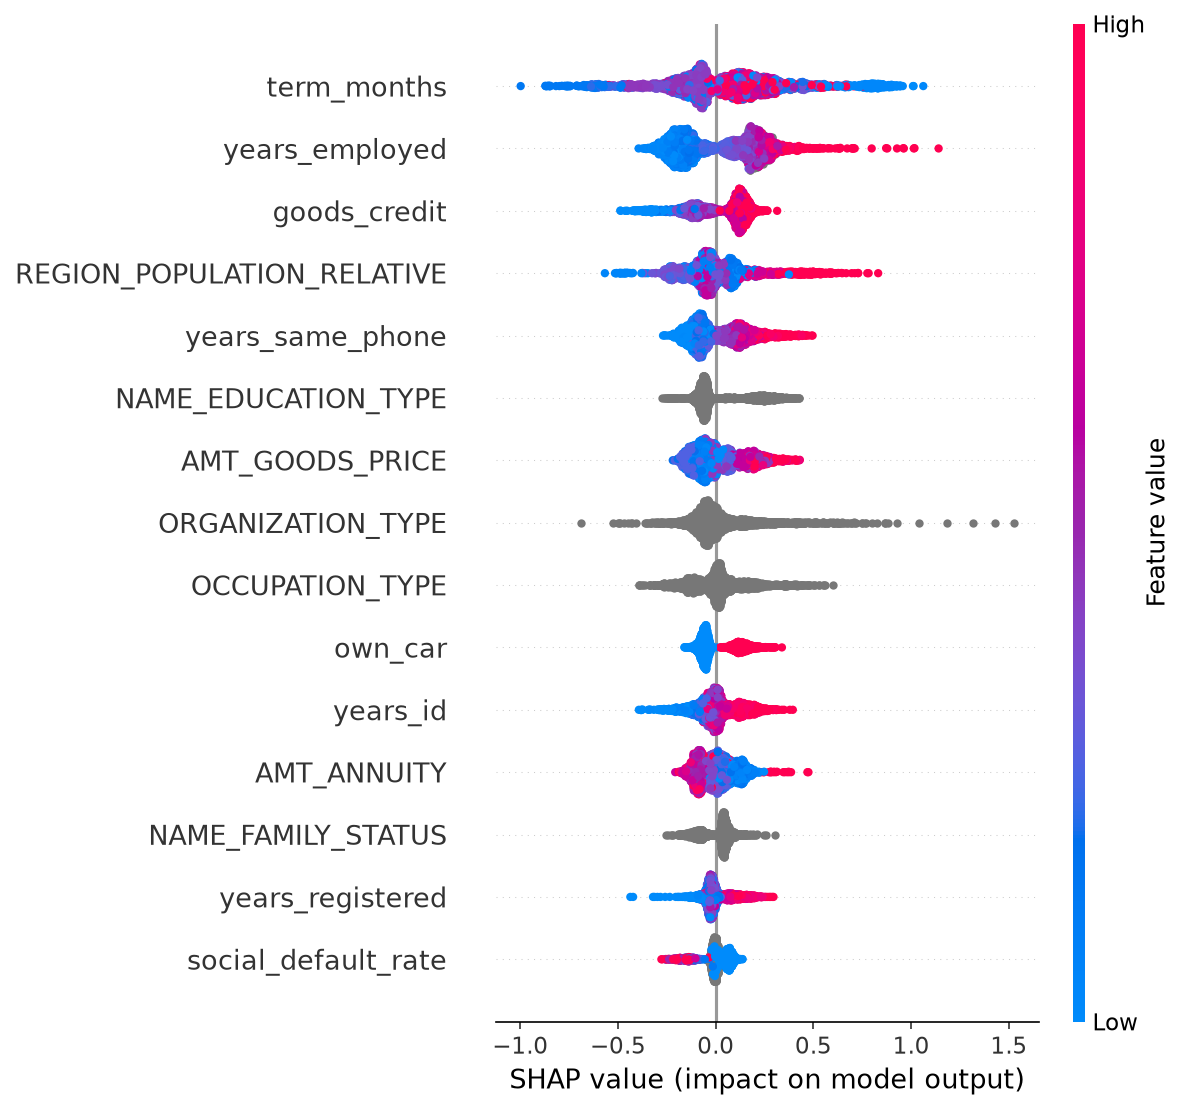 High
term_months
years_employed
goods_credit
REGION_POPULATION_RELATIVE
years_same_phone
NAME_EDUCATION_TYPE
AMT_GOODS_PRICE
ORGANIZATION_TYPE
OCCUPATION_TYPE
own_car
years_id
AMT_ANNUITY
NAME_FAMILY_STATUS
years_registered
social_default_rate
Feature value
Low
−1.0 −0.5 0.0 0.5 1.0 1.5
SHAP value (impact on model output)